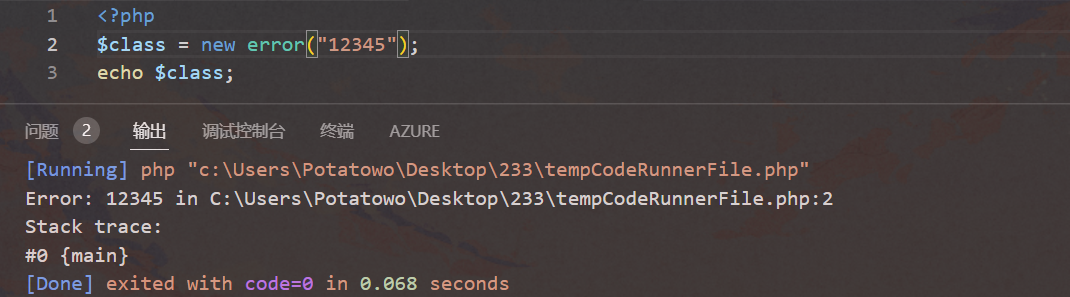 1 <?php
2 $class = new error("12345");
3 echo $class;
问题 2 输出 调试控制台 终端 AZURE
[Running] php "c:\Users\Potatowo\Desktop\233\tempCodeRunnerFile.php"
Error: 12345 in C:\Users\Potatowo\Desktop\233\tempCodeRunnerFile.php:2
Stack trace:
#0 {main}
[Done] exited with code=0 in 0.068 seconds